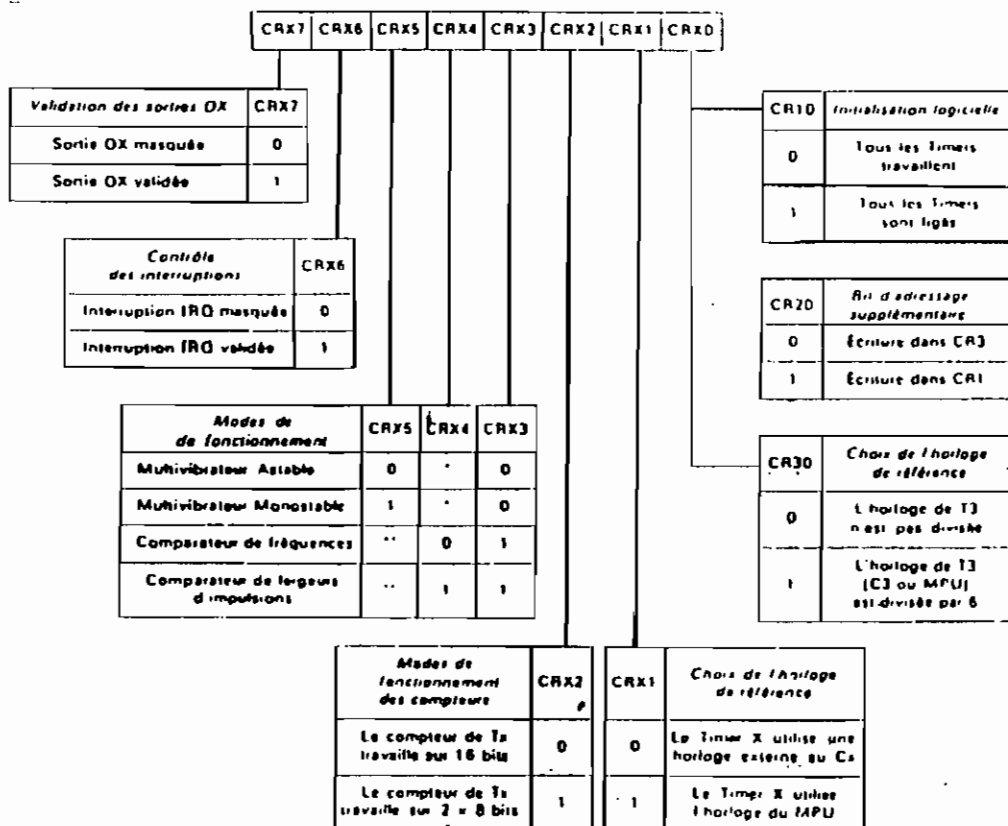 CRX7 CRX6 CRX5 CRX4 CRX3 CRX2 CRX1 CRX0
Validation des sorties OX CRX7
Sortie OX masquée 0
Sortie OX validée 1
Contrôle
des interruptions CRX6
Interruption IRQ masquée 0
Interruption IRQ validée 1
Modes de
de fonctionnement CRX5 CRX4 CRX3
Multivibrateur Astable 0 * 0
Multivibrateur Monostable 1 * 0
Comparateur de fréquences ** 0 1
Comparateur de largeurs
d'impulsions ** 1 1
Modes de
fonctionnement
des compteurs CRX2
Le compteur de Tx
travaille sur 16 bits 0
Le compteur de Tx
travaille sur 2 × 8 bits 1
CRX1 Choix de l'horloge
de référence
0 Le Timer X utilise une
horloge externe au Cx
1 Le Timer X utilise
l'horloge du MPU
CR10 Initialisation logicielle
0 Tous les Timers
travaillent
1 Tous les Timers
sont figés
CR20 Bit d'adressage
supplémentaire
0 Écriture dans CR3
1 Écriture dans CR1
CR30 Choix de l'horloge
de référence
0 L'horloge de T3
n'est pas divisée
1 L'horloge de T3
(C3 ou MPU)
est divisée par 8